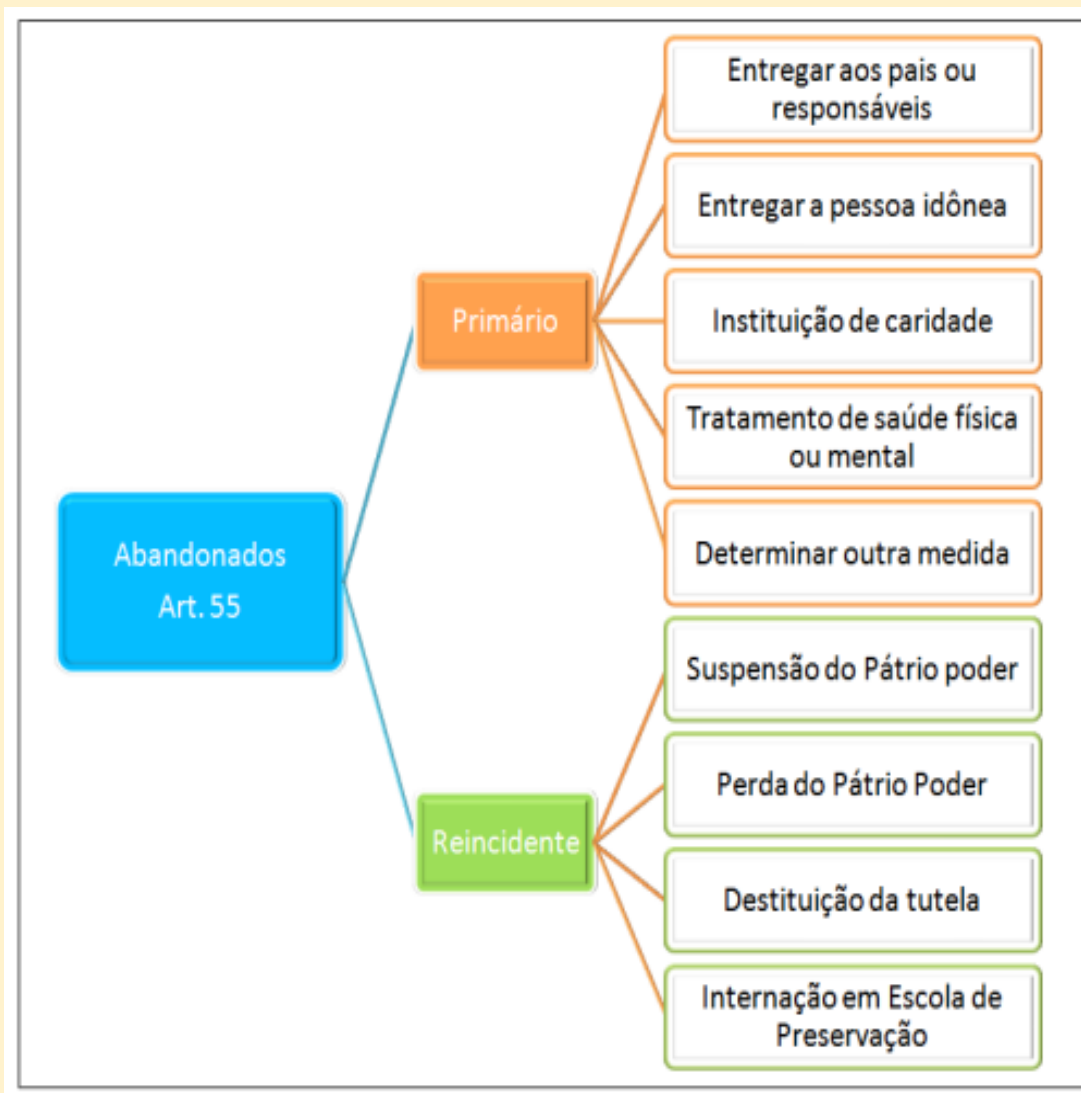 Abandonados
Art. 55
Primário
Entregar aos pais ou
responsáveis
Entregar a pessoa idônea
Instituição de caridade
Tratamento de saúde física
ou mental
Determinar outra medida
Reincidente
Suspensão do Pátrio poder
Perda do Pátrio Poder
Destituição da tutela
Internação em Escola de
Preservação